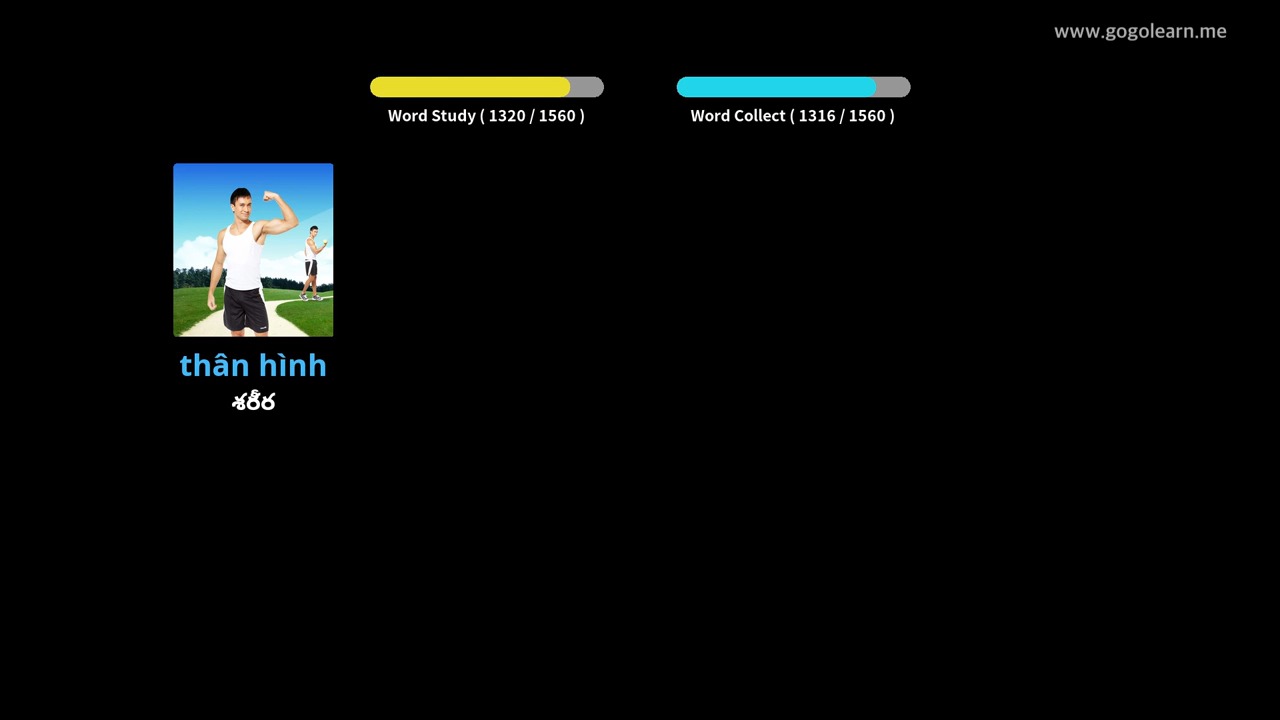 www.gogolearn.me
Word Study ( 1320 / 1560 )
Word Collect ( 1316 / 1560 )
thân hình
శరీర